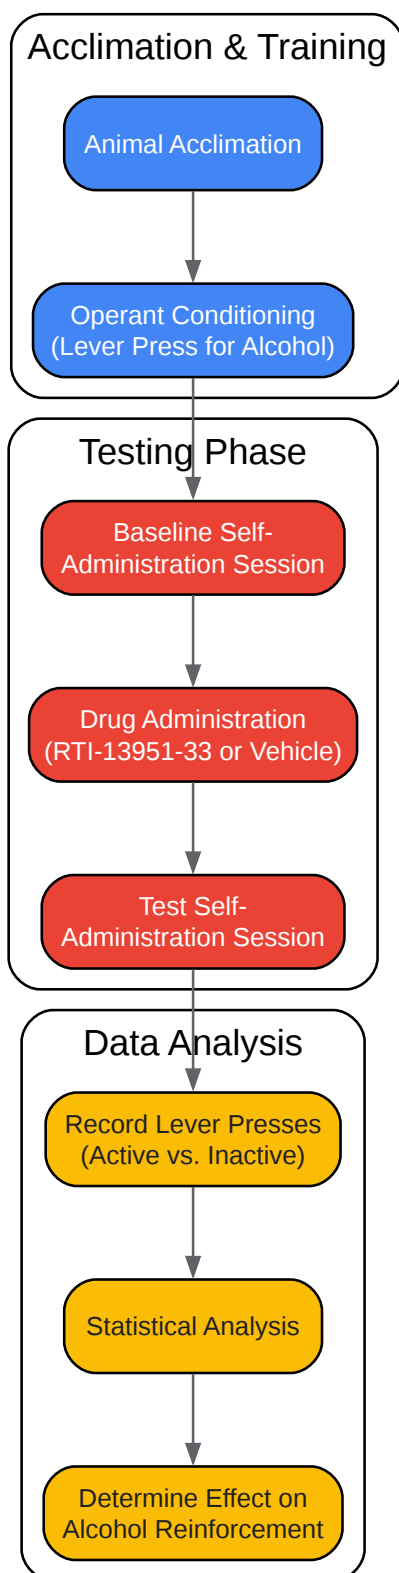 Acclimation & Training
Animal Acclimation
Operant Conditioning
(Lever Press for Alcohol)
Testing Phase
Baseline Self-
Administration Session
Drug Administration
(RTI-13951-33 or Vehicle)
Test Self-
Administration Session
Data Analysis
Record Lever Presses
(Active vs. Inactive)
Statistical Analysis
Determine Effect on
Alcohol Reinforcement